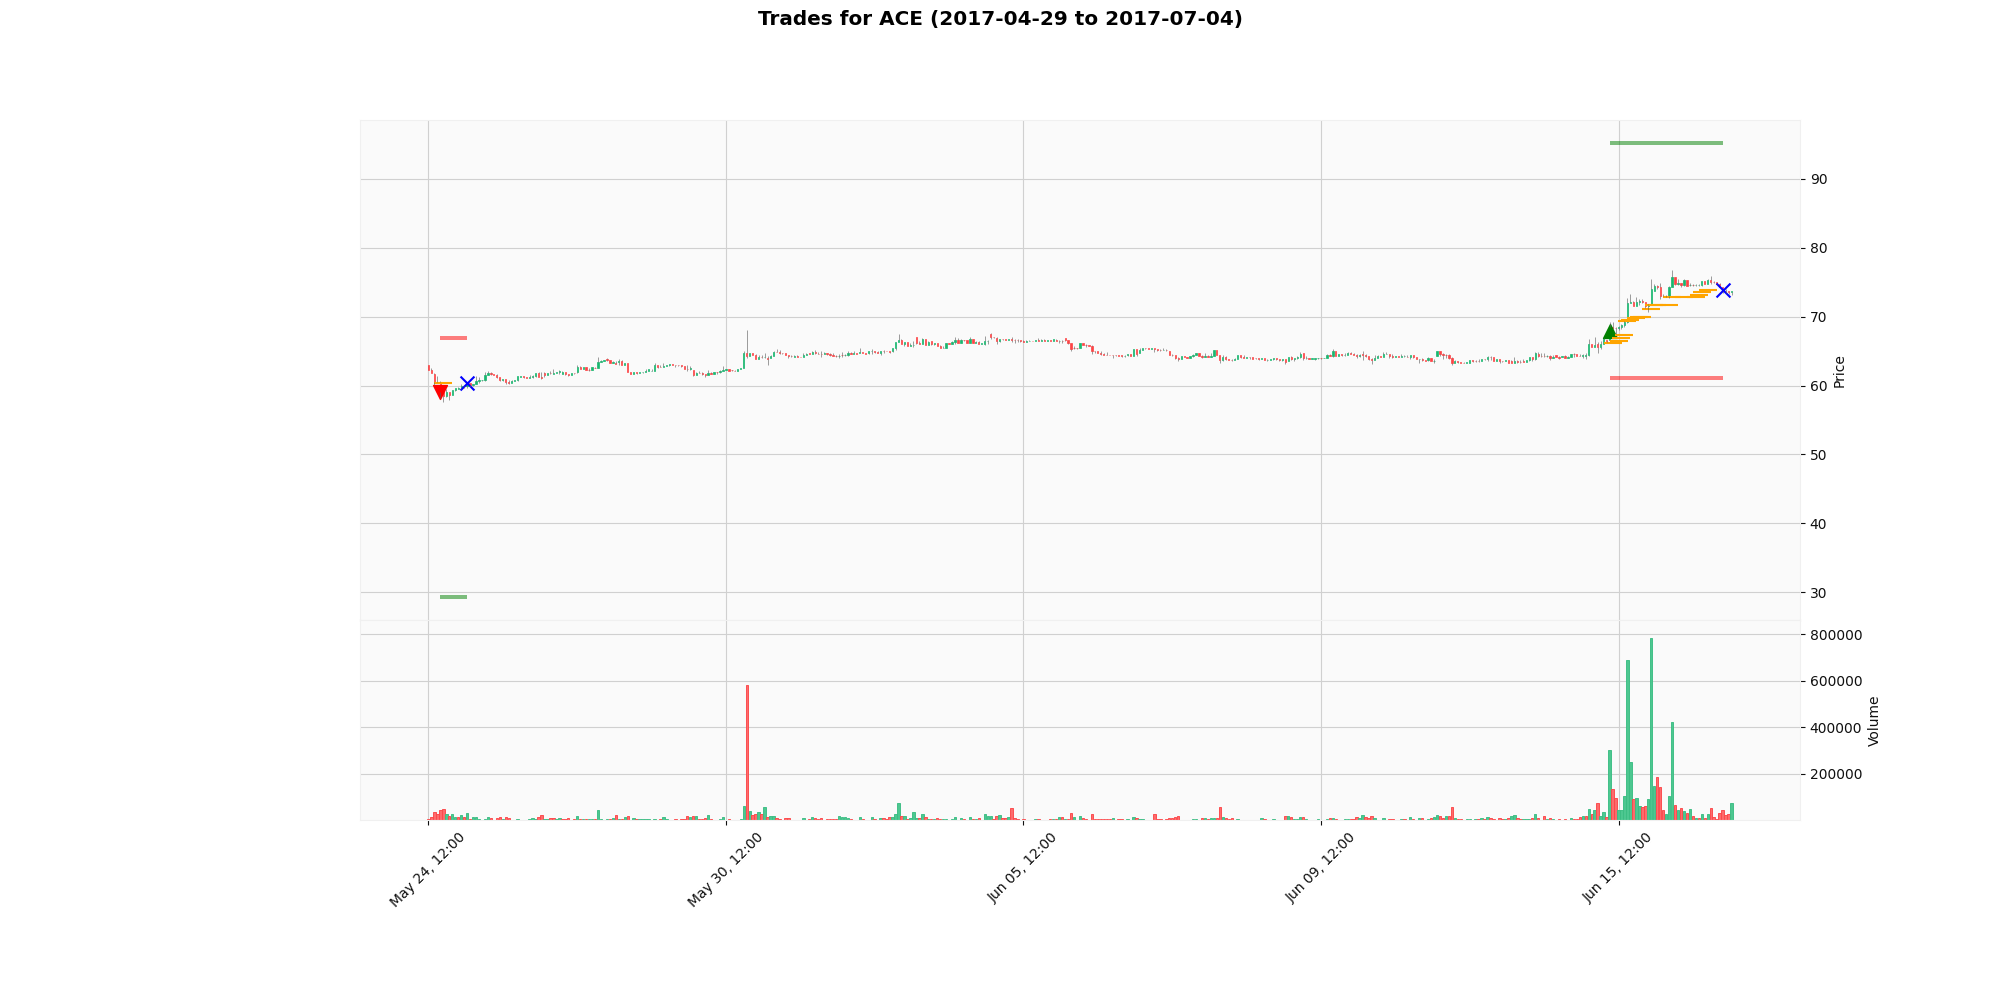 Trades for ACE (2017-04-29 to 2017-07-04)
90
80
70
60
50
40
30
Price
800000
600000
400000
200000
Volume
May 24, 12:00
May 30, 12:00
Jun 05, 12:00
Jun 09, 12:00
Jun 15, 12:00